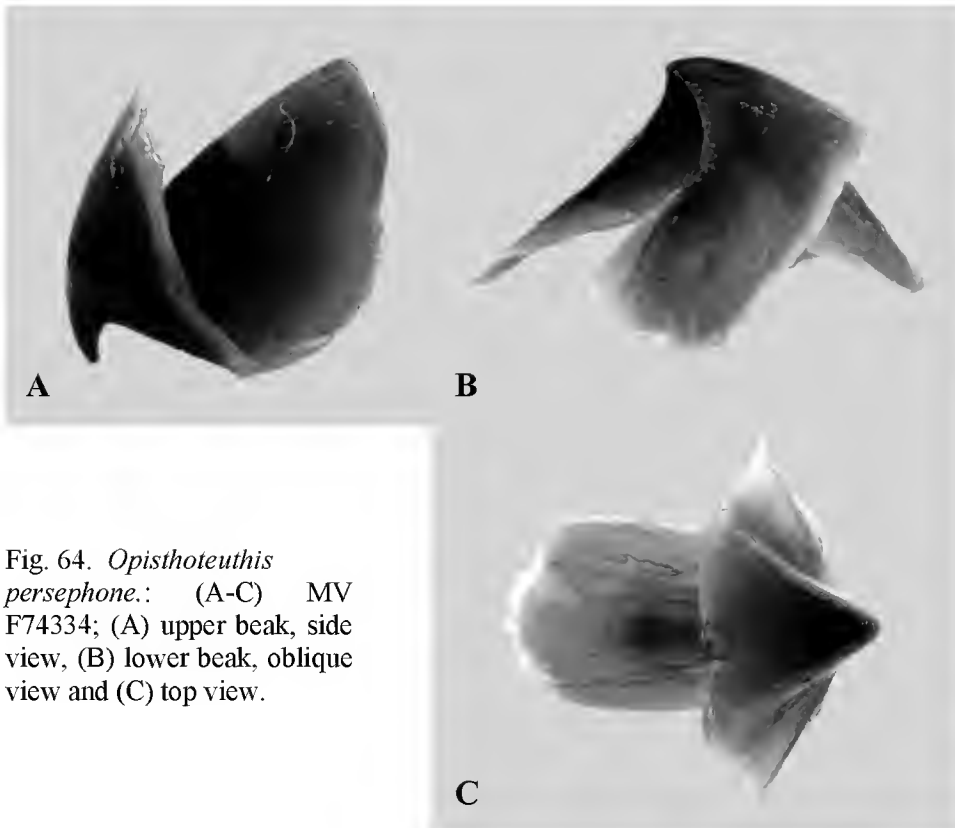 A
B
Fig. 64. Opisthoteuthis
persephone.: (A-C) MV
F74334; (A) upper beak, side
view, (B) lower beak, oblique
view and (C) top view.
C